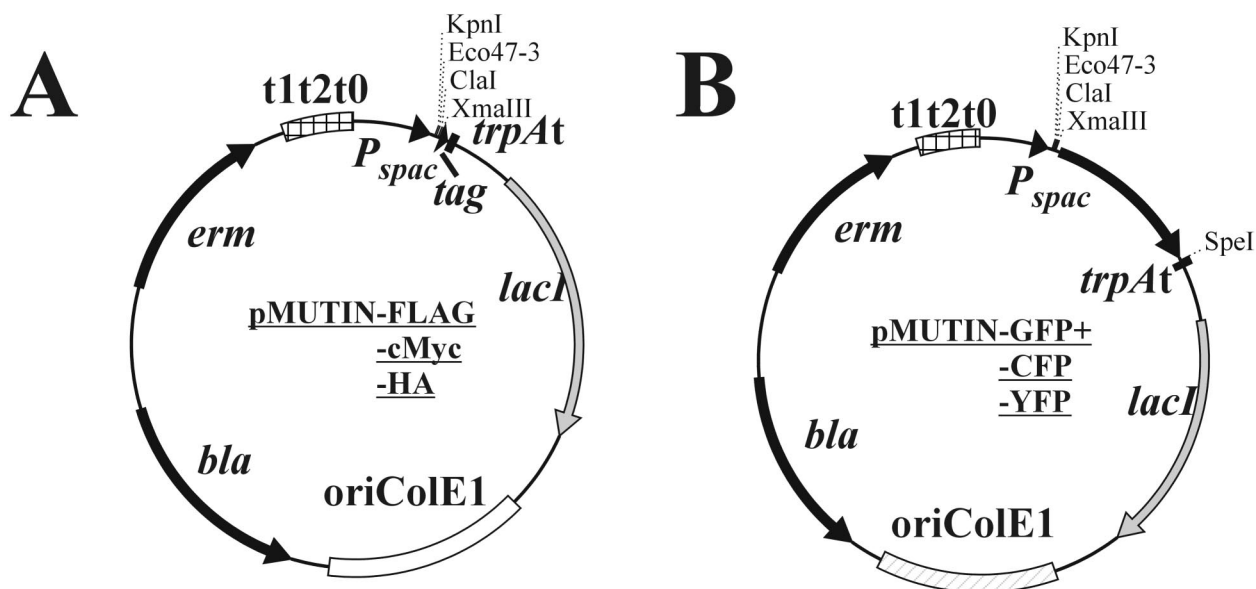 A
KpnI
Eco47-3
ClaI
XmaIII
t1t2t0
trpAt
Pspac
tag
erm
lacI
pMUTIN-FLAG
-cMyc
-HA
bla
oriColE1
B
KpnI
Eco47-3
ClaI
XmaIII
t1t2t0
Pspac
SpeI
erm
trpAt
pMUTIN-GFP+
-CFP
-YFP
lacI
bla
oriColE1